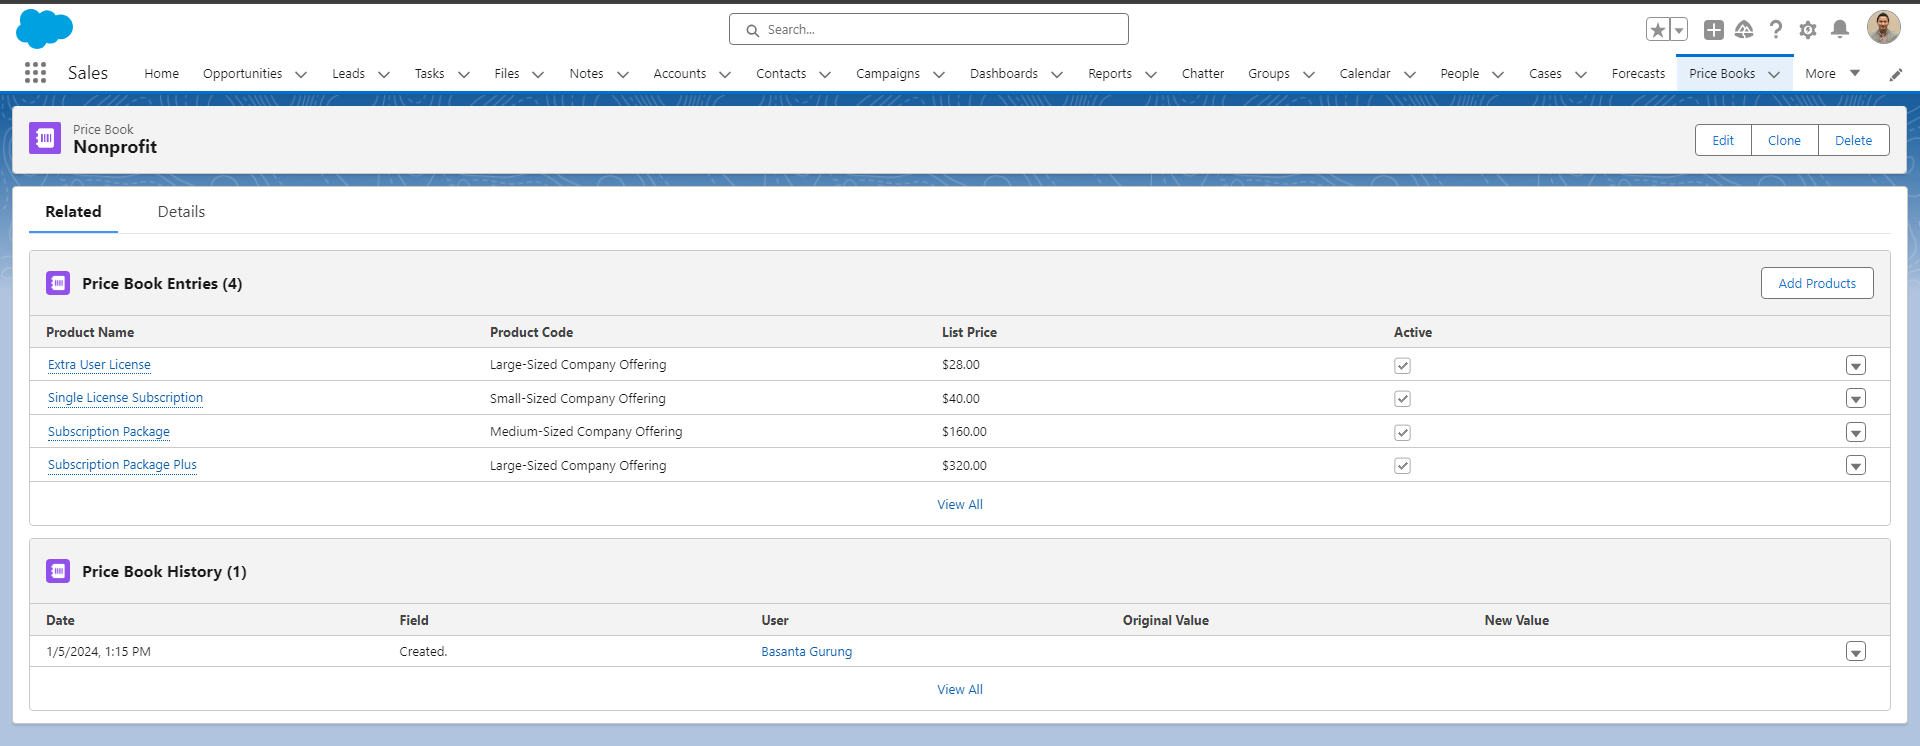 Search...
Sales Home Opportunities Leads Tasks Files Notes Accounts Contacts Campaigns Dashboards Reports Chatter Groups Calendar People Cases Forecasts Price Books More
Price Book
Nonprofit
Edit Clone Delete
Related Details
Price Book Entries (4)
Add Products
Product Name Product Code List Price Active
Extra User License Large-Sized Company Offering $28.00
Single License Subscription Small-Sized Company Offering $40.00
Subscription Package Medium-Sized Company Offering $160.00
Subscription Package Plus Large-Sized Company Offering $320.00
View All
Price Book History (1)
Date Field User Original Value New Value
1/5/2024, 1:15 PM Created. Basanta Gurung
View All